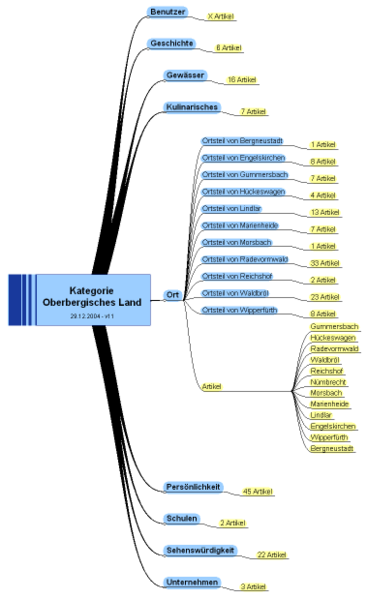 Benutzer
X Artikel
Geschichte
6 Artikel
Gewässer
16 Artikel
Kulinarisches
7 Artikel
Ortsteil von Bergneustadt
1 Artikel
Ortsteil von Engelskirchen
8 Artikel
Ortsteil von Gummersbach
7 Artikel
Ortsteil von Hückeswagen
4 Artikel
Ortsteil von Lindlar
13 Artikel
Ortsteil von Marienheide
7 Artikel
Ortsteil von Morsbach
1 Artikel
Ortsteil von Radevormwald
33 Artikel
Ortsteil von Reichshof
2 Artikel
Ortsteil von Waldbröl
23 Artikel
Ortsteil von Wipperfürth
8 Artikel
Kategorie
Oberbergisches Land
29.12.2004 - v11
Ort
Artikel
Gummersbach
Hückeswagen
Radevormwald
Waldbröl
Reichshof
Nümbrecht
Morsbach
Marienheide
Lindlar
Engelskirchen
Wipperfürth
Bergneustadt
Persönlichkeit
45 Artikel
Schulen
2 Artikel
Sehenswürdigkeit
22 Artikel
Unternehmen
3 Artikel